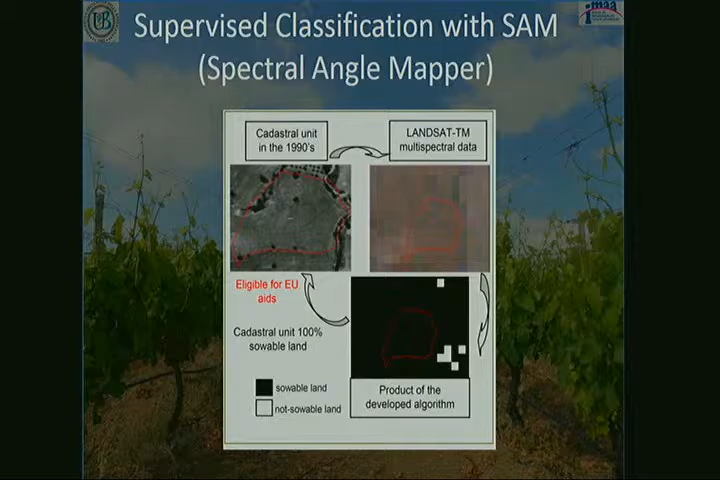 Supervised Classification with SAM
(Spectral Angle Mapper)
imaa
Cadastral unit
in the 1990's
LANDSAT-TM
multispectral data
Eligible for EU
aids
Cadastral unit 100%
sowable land
sowable land
not-sowable land
Product of the
developed algorithm